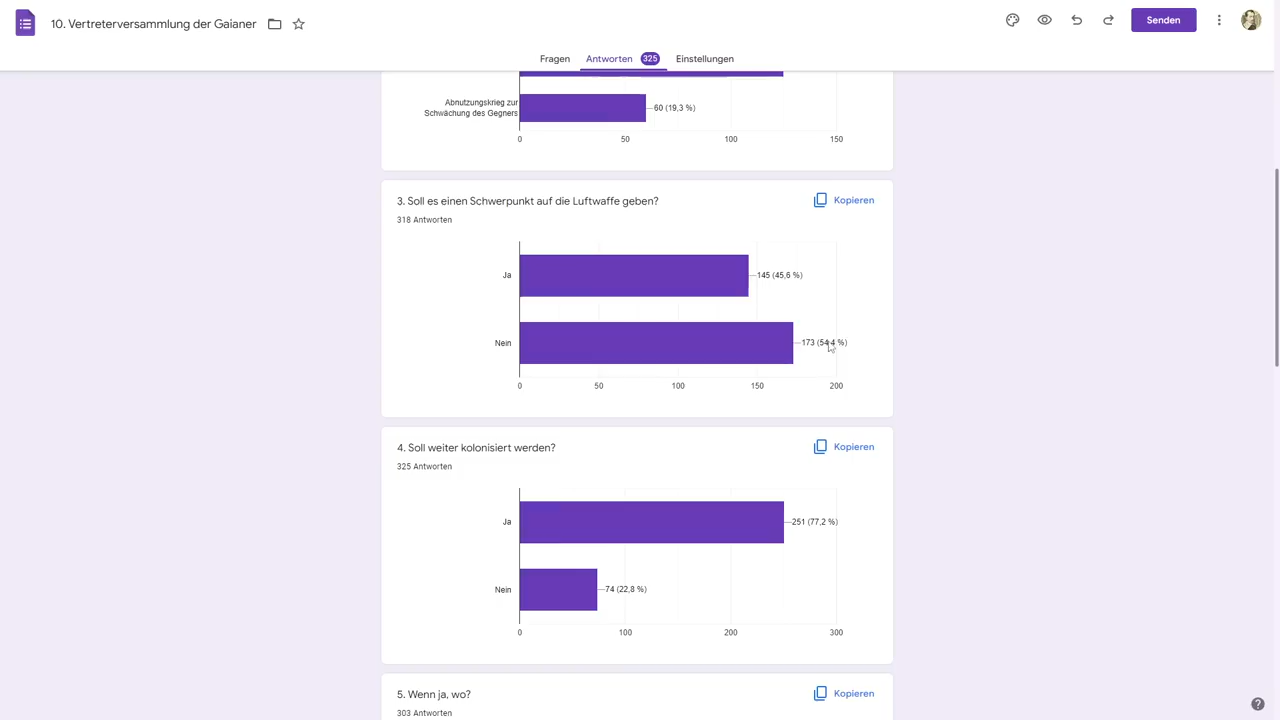 10. Vertreterversammlung der Gaianer
Senden
Fragen
Antworten 325
Einstellungen
Abnutzungskrieg zur
Schwächung des Gegners
60 (19,3 %)
0 50 100 150
3. Soll es einen Schwerpunkt auf die Luftwaffe geben?
Kopieren
318 Antworten
Ja
145 (45,6 %)
Nein
173 (54,4 %)
0 50 100 150 200
4. Soll weiter kolonisiert werden?
Kopieren
325 Antworten
Ja
251 (77,2 %)
Nein
74 (22,8 %)
0 100 200 300
5. Wenn ja, wo?
Kopieren
303 Antworten